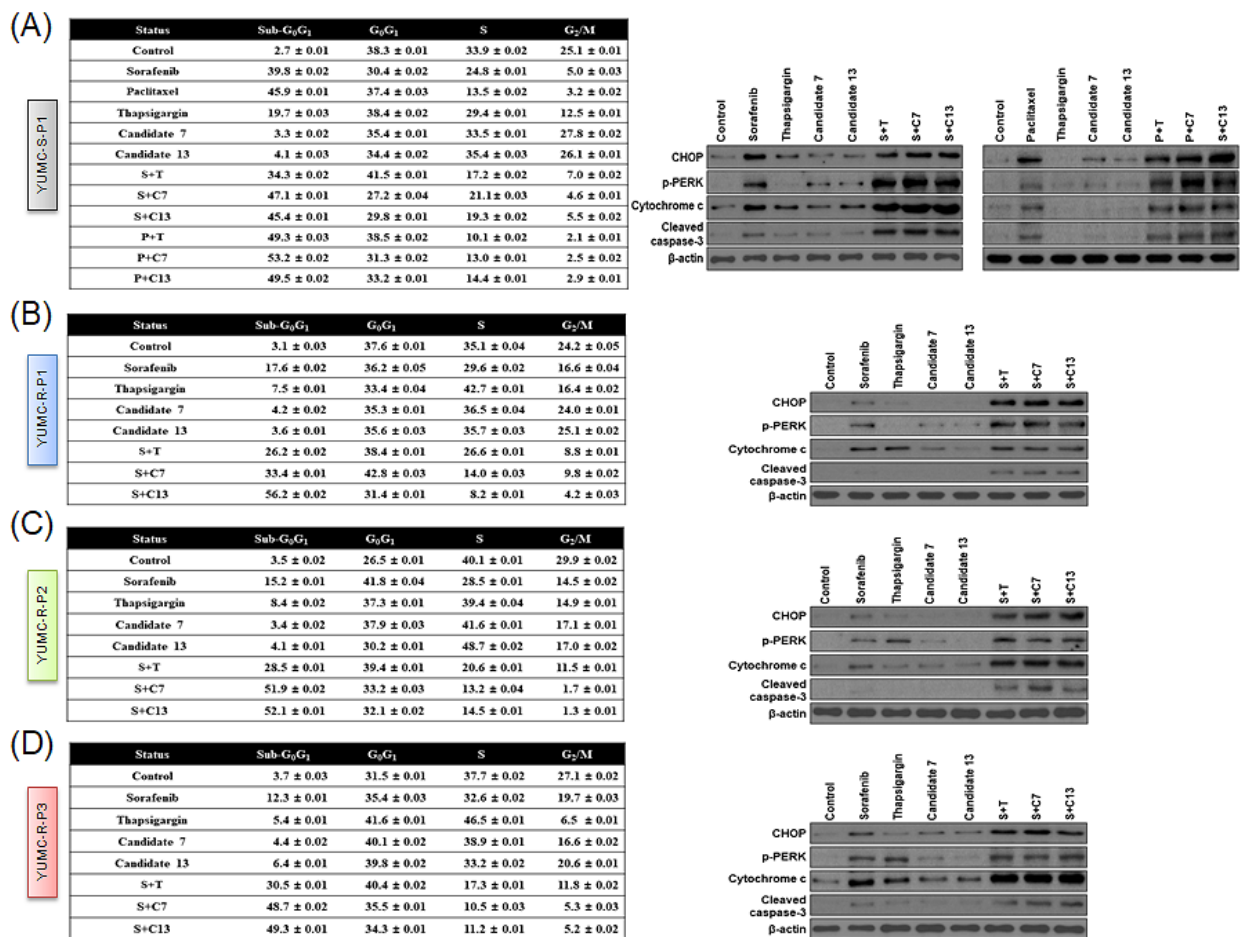 (A)
YUMC-S-P1
Status Sub-G₀G₁ G₀G₁ S G₂/M
Control 2.7 ± 0.01 38.3 ± 0.01 33.9 ± 0.02 25.1 ± 0.01
Sorafenib 39.8 ± 0.02 30.4 ± 0.02 24.8 ± 0.01 5.0 ± 0.03
Paclitaxel 45.9 ± 0.01 37.4 ± 0.03 13.5 ± 0.02 3.2 ± 0.02
Thapsigargin 19.7 ± 0.03 38.4 ± 0.02 29.4 ± 0.04 12.5 ± 0.01
Candidate 7 3.3 ± 0.02 35.4 ± 0.01 33.5 ± 0.01 27.8 ± 0.02
Candidate 13 4.1 ± 0.03 34.4 ± 0.02 35.4 ± 0.03 26.1 ± 0.01
S+T 34.3 ± 0.02 41.5 ± 0.01 17.2 ± 0.02 7.0 ± 0.02
S+C7 47.1 ± 0.01 27.2 ± 0.04 21.1± 0.03 4.6 ± 0.01
S+C13 45.4 ± 0.01 29.8 ± 0.01 19.3 ± 0.02 5.5 ± 0.02
P+T 49.3 ± 0.03 38.5 ± 0.02 10.1 ± 0.02 2.1 ± 0.01
P+C7 53.2 ± 0.02 31.3 ± 0.02 13.0 ± 0.01 2.5 ± 0.02
P+C13 49.5 ± 0.02 33.2 ± 0.01 14.4 ± 0.01 2.9 ± 0.01
Control Sorafenib Thapsigargin Candidate 7 Candidate 13 S+T S+C7 S+C13
Control Paclitaxel Thapsigargin Candidate 7 Candidate 13 P+T P+C7 S+C13
CHOP
p-PERK
Cytochrome c
Cleaved
caspase-3
β-actin
(B)
YUMC-R-P1
Status Sub-G₀G₁ G₀G₁ S G₂/M
Control 3.1 ± 0.03 37.6 ± 0.01 35.1 ± 0.04 24.2 ± 0.05
Sorafenib 17.6 ± 0.02 36.2 ± 0.05 29.6 ± 0.02 16.6 ± 0.04
Thapsigargin 7.5 ± 0.01 33.4 ± 0.04 42.7 ± 0.01 16.4 ± 0.02
Candidate 7 4.2 ± 0.02 35.3 ± 0.01 36.5 ± 0.04 24.0 ± 0.01
Candidate 13 3.6 ± 0.01 35.6 ± 0.03 35.7 ± 0.03 25.1 ± 0.02
S+T 26.2 ± 0.02 38.4 ± 0.01 26.6 ± 0.01 8.8 ± 0.01
S+C7 33.4 ± 0.01 42.8 ± 0.03 14.0 ± 0.03 9.8 ± 0.02
S+C13 56.2 ± 0.02 31.4 ± 0.01 8.2 ± 0.01 4.2 ± 0.03
Control Sorafenib Thapsigargin Candidate 7 Candidate 13 S+T S+C7 S+C13
CHOP
p-PERK
Cytochrome c
Cleaved
caspase-3
β-actin
(C)
YUMC-R-P2
Status Sub-G₀G₁ G₀G₁ S G₂/M
Control 3.5 ± 0.02 26.5 ± 0.01 40.1 ± 0.01 29.9 ± 0.02
Sorafenib 15.2 ± 0.01 41.8 ± 0.04 28.5 ± 0.01 14.5 ± 0.02
Thapsigargin 8.4 ± 0.02 37.3 ± 0.01 39.4 ± 0.04 14.9 ± 0.01
Candidate 7 3.4 ± 0.02 37.9 ± 0.03 41.6 ± 0.01 17.1 ± 0.01
Candidate 13 4.1 ± 0.01 30.2 ± 0.01 48.7 ± 0.02 17.0 ± 0.02
S+T 28.5 ± 0.01 39.4 ± 0.02 20.6 ± 0.01 11.5 ± 0.01
S+C7 51.9 ± 0.02 33.2 ± 0.03 13.2 ± 0.04 1.7 ± 0.01
S+C13 52.1 ± 0.01 32.1 ± 0.02 14.5 ± 0.01 1.3 ± 0.01
Control Sorafenib Thapsigargin Candidate 7 Candidate 13 S+T S+C7 S+C13
CHOP
p-PERK
Cytochrome c
Cleaved
caspase-3
β-actin
(D)
YUMC-R-P3
Status Sub-G₀G₁ G₀G₁ S G₂/M
Control 3.7 ± 0.03 31.5 ± 0.01 37.7 ± 0.02 27.1 ± 0.02
Sorafenib 12.3 ± 0.01 35.4 ± 0.03 32.6 ± 0.02 19.7 ± 0.03
Thapsigargin 5.4 ± 0.01 41.6 ± 0.01 46.5 ± 0.01 6.5 ± 0.01
Candidate 7 4.4 ± 0.02 40.1 ± 0.02 38.9 ± 0.01 16.6 ± 0.02
Candidate 13 6.4 ± 0.01 39.8 ± 0.02 33.2 ± 0.02 20.6 ± 0.01
S+T 30.5 ± 0.01 40.4 ± 0.02 17.3 ± 0.01 11.8 ± 0.02
S+C7 48.7 ± 0.02 35.5 ± 0.01 10.5 ± 0.03 5.3 ± 0.03
S+C13 49.3 ± 0.01 34.3 ± 0.01 11.2 ± 0.01 5.2 ± 0.02
Control Sorafenib Thapsigargin Candidate 7 Candidate 13 S+T S+C7 S+C13
CHOP
p-PERK
Cytochrome c
Cleaved
caspase-3
β-actin